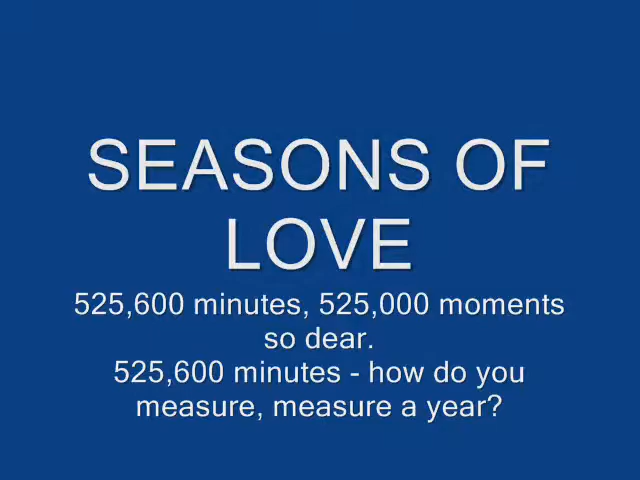 SEASONS OF
LOVE
525,600 minutes, 525,000 moments
so dear.
525,600 minutes - how do you
measure, measure a year?